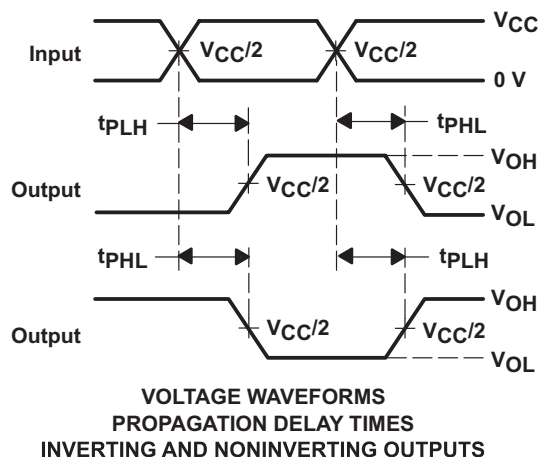 VCC
Input VCC/2 VCC/2
0 V
tPLH tPHL
VOH
Output VCC/2 VCC/2
VOL
tPHL tPLH
VOH
Output VCC/2 VCC/2
VOL
VOLTAGE WAVEFORMS
PROPAGATION DELAY TIMES
INVERTING AND NONINVERTING OUTPUTS